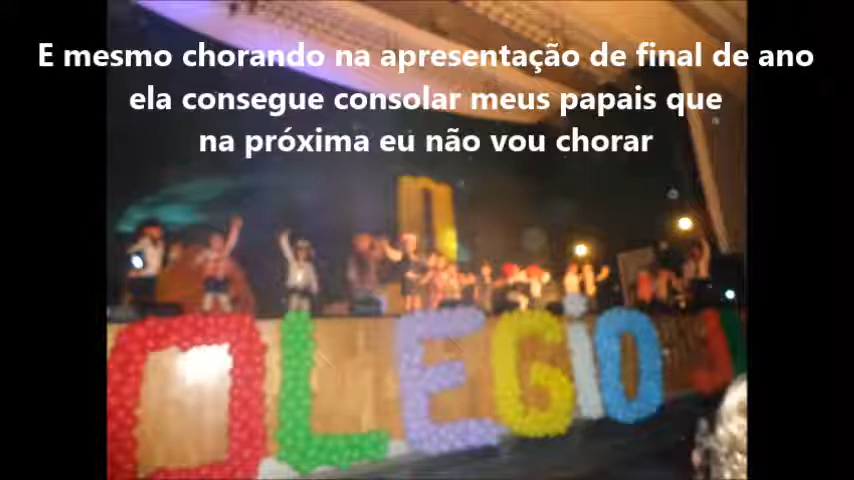 E mesmo chorando na apresentação de final de ano
ela consegue consolar meus papais que
na próxima eu não vou chorar
OLEGIO